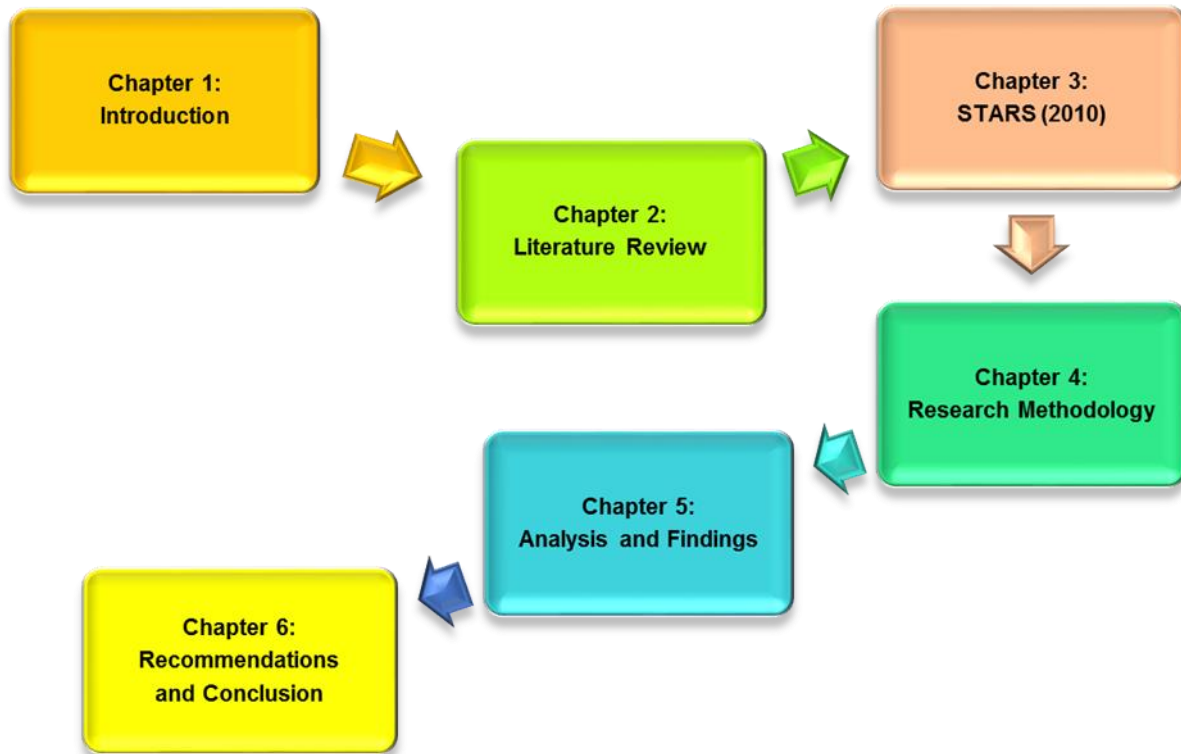 Chapter 1:
Introduction
Chapter 2:
Literature Review
Chapter 3:
STARS (2010)
Chapter 4:
Research Methodology
Chapter 5:
Analysis and Findings
Chapter 6:
Recommendations
and Conclusion